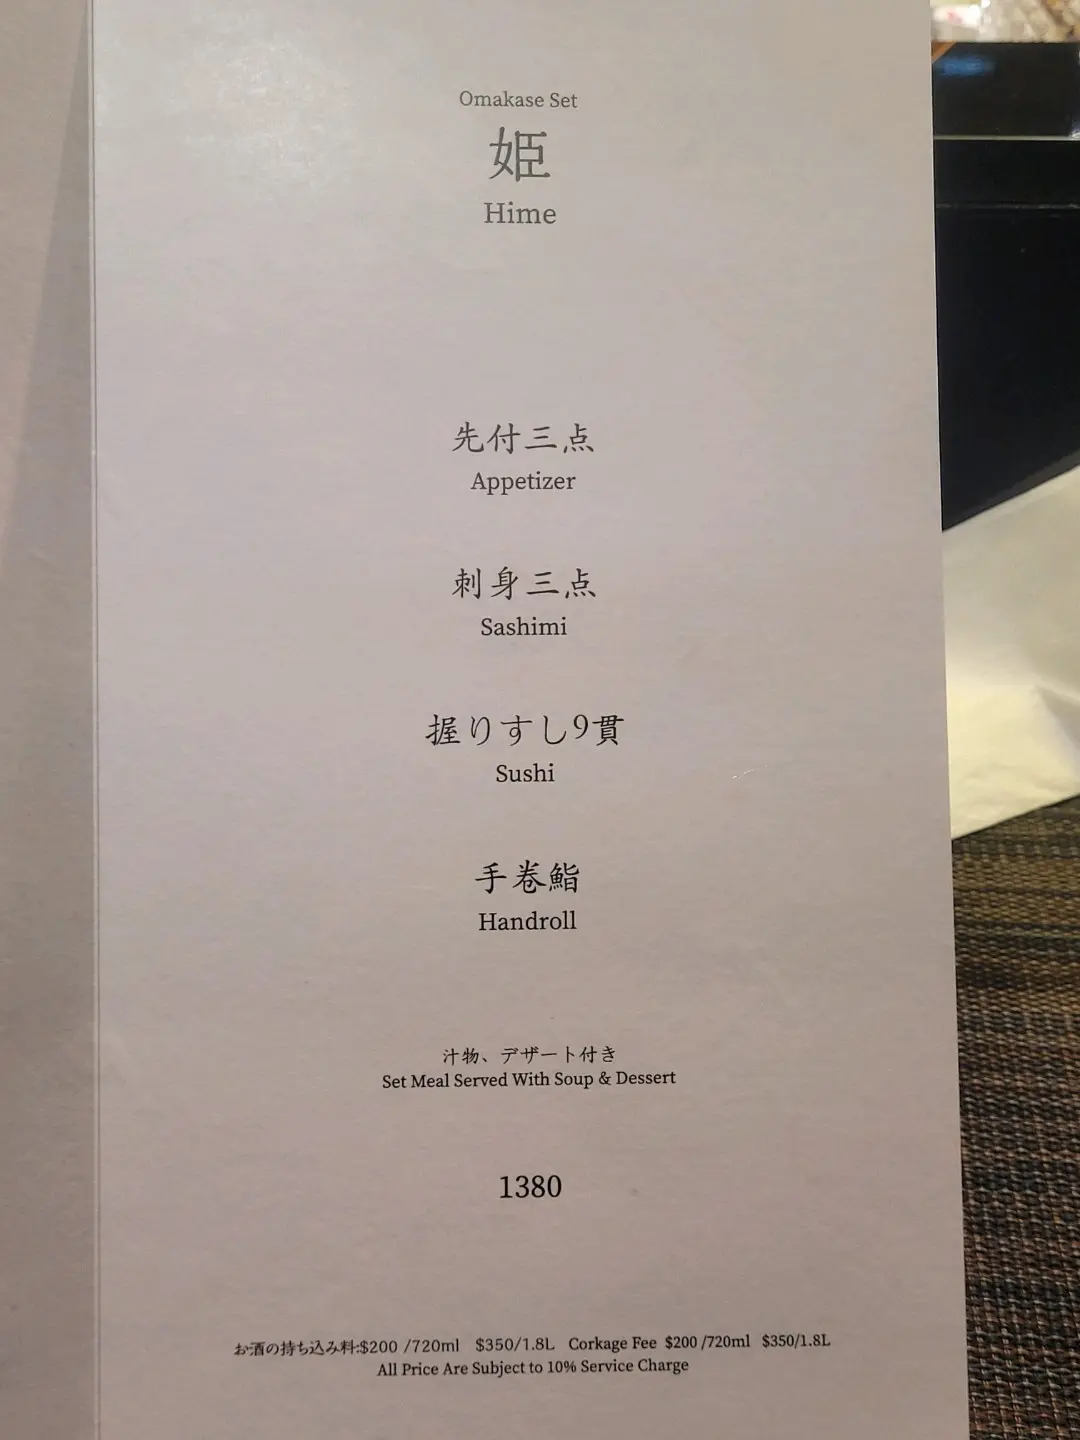 Omakase Set
姫
Hime
先付三点
Appetizer
刺身三点
Sashimi
握りすし9貫
Sushi
手巻鮨
Handroll
汁物、デザート付き
Set Meal Served With Soup & Dessert
1380
お酒の持ち込み料:$200 /720ml $350/1.8L Corkage Fee $200 /720ml $350/1.8L
All Price Are Subject to 10% Service Charge